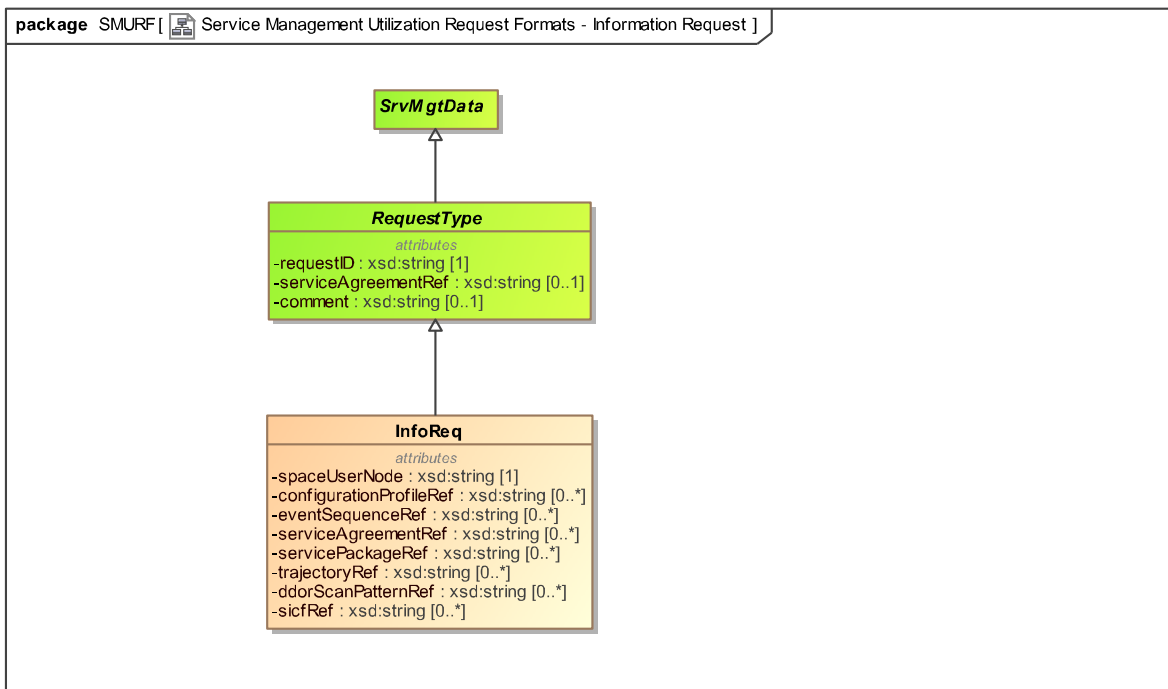 package SMURF[ Service Management Utilization Request Formats - Information Request ]
SrvMgtData
RequestType
attributes
-requestID : xsd:string [1]
-serviceAgreementRef : xsd:string [0..1]
-comment : xsd:string [0..1]
InfoReq
attributes
-spaceUserNode : xsd:string [1]
-configurationProfileRef : xsd:string [0..*]
-eventSequenceRef : xsd:string [0..*]
-serviceAgreementRef : xsd:string [0..*]
-servicePackageRef : xsd:string [0..*]
-trajectoryRef : xsd:string [0..*]
-ddorScanPatternRef : xsd:string [0..*]
-sicfRef : xsd:string [0..*]